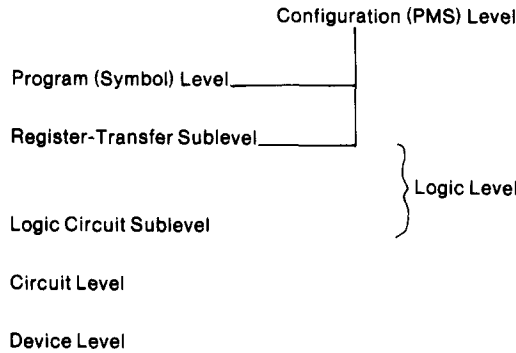 Configuration (PMS) Level
Program (Symbol) Level
Register-Transfer Sublevel
Logic Level
Logic Circuit Sublevel
Circuit Level
Device Level